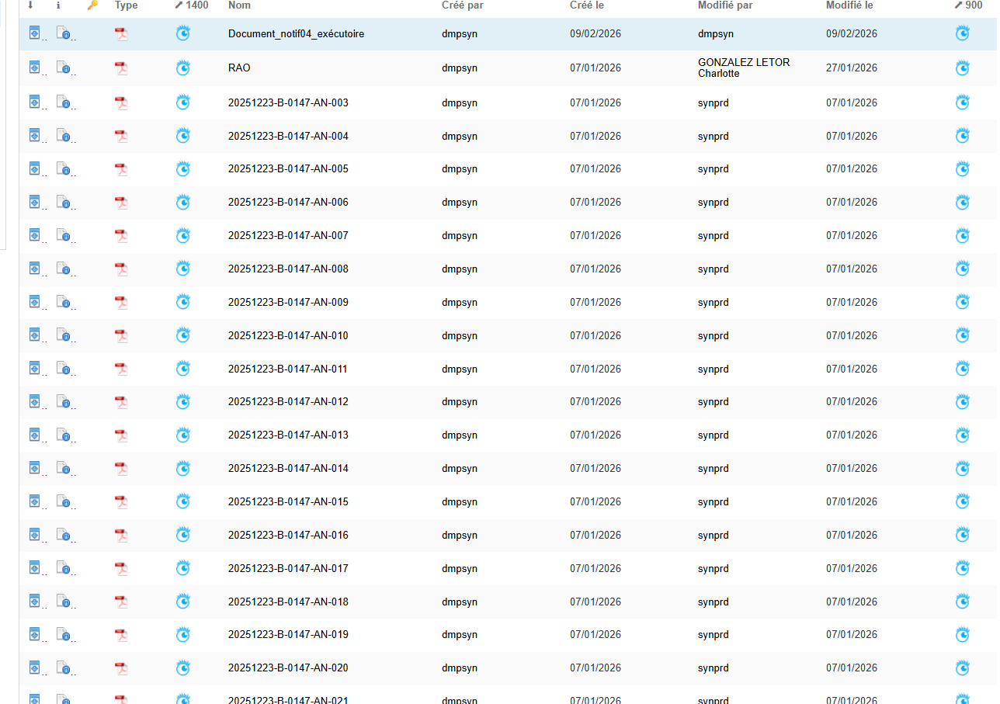 Type 1400 Nom Créé par Créé le Modifié par Modifié le 900
Document_notif04_exécutoire dmpsyn 09/02/2026 dmpsyn 09/02/2026
RAO dmpsyn 07/01/2026 GONZALEZ LETOR 27/01/2026
Charlotte
20251223-B-0147-AN-003 dmpsyn 07/01/2026 synprd 07/01/2026
20251223-B-0147-AN-004 dmpsyn 07/01/2026 synprd 07/01/2026
20251223-B-0147-AN-005 dmpsyn 07/01/2026 synprd 07/01/2026
20251223-B-0147-AN-006 dmpsyn 07/01/2026 synprd 07/01/2026
20251223-B-0147-AN-007 dmpsyn 07/01/2026 synprd 07/01/2026
20251223-B-0147-AN-008 dmpsyn 07/01/2026 synprd 07/01/2026
20251223-B-0147-AN-009 dmpsyn 07/01/2026 synprd 07/01/2026
20251223-B-0147-AN-010 dmpsyn 07/01/2026 synprd 07/01/2026
20251223-B-0147-AN-011 dmpsyn 07/01/2026 synprd 07/01/2026
20251223-B-0147-AN-012 dmpsyn 07/01/2026 synprd 07/01/2026
20251223-B-0147-AN-013 dmpsyn 07/01/2026 synprd 07/01/2026
20251223-B-0147-AN-014 dmpsyn 07/01/2026 synprd 07/01/2026
20251223-B-0147-AN-015 dmpsyn 07/01/2026 synprd 07/01/2026
20251223-B-0147-AN-016 dmpsyn 07/01/2026 synprd 07/01/2026
20251223-B-0147-AN-017 dmpsyn 07/01/2026 synprd 07/01/2026
20251223-B-0147-AN-018 dmpsyn 07/01/2026 synprd 07/01/2026
20251223-B-0147-AN-019 dmpsyn 07/01/2026 synprd 07/01/2026
20251223-B-0147-AN-020 dmpsyn 07/01/2026 synprd 07/01/2026
20251223-B-0147-AN-021 dmpsyn 07/01/2026 synprd 07/01/2026